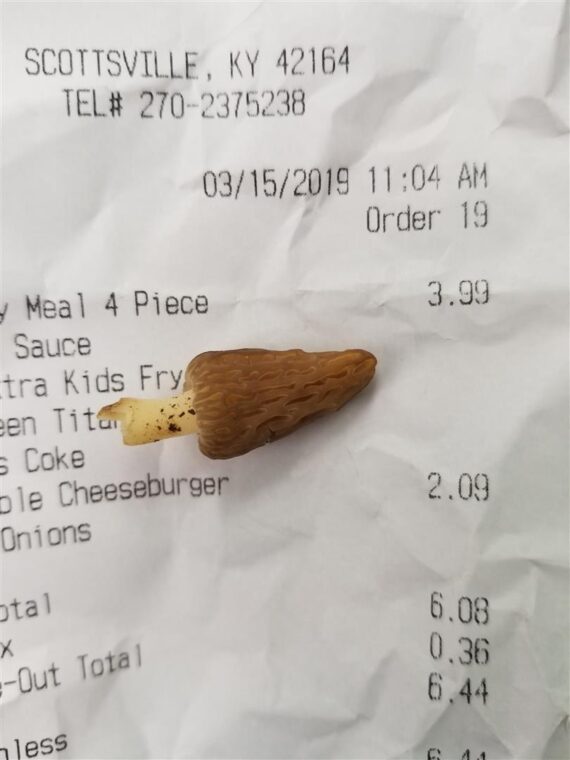 SCOTTSVILLE, KY 42164
TEL# 270-2375238
03/15/2019 11:04 AM
Order 19
Meal 4 Piece 3.99
Sauce
Kids Fry
Coke
Cheeseburger 2.09
Onions
6.08
0.36
-Out Total 6.44